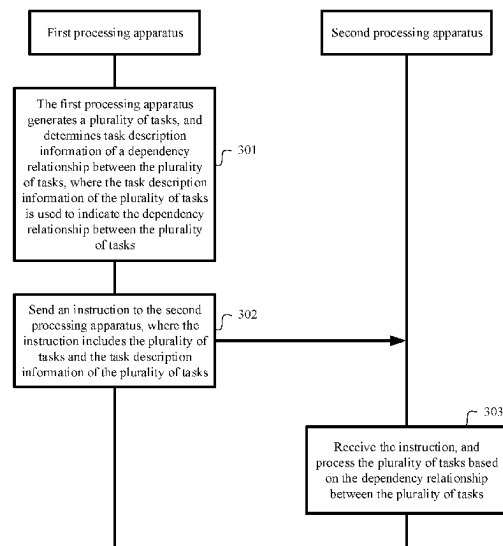 First processing apparatus
Second processing apparatus
The first processing apparatus
generates a plurality of tasks, and
determines task description
information of a dependency
relationship between the plurality
of tasks, where the task description
information of the plurality of tasks
is used to indicate the dependency
relationship between the plurality
of tasks
301
Send an instruction to the second
processing apparatus, where the
instruction includes the plurality
of tasks and the task description
information of the plurality of tasks
302
303
Receive the instruction, and
process the plurality of tasks based
on the dependency relationship
between the plurality of tasks